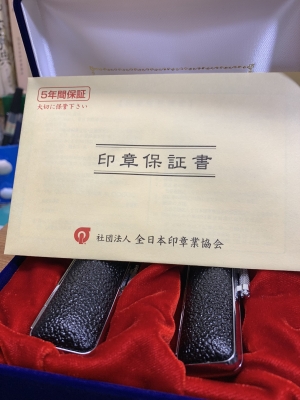 5年間保証
大切に保管下さい
印章保証書
社団法人 全日本印章業協会